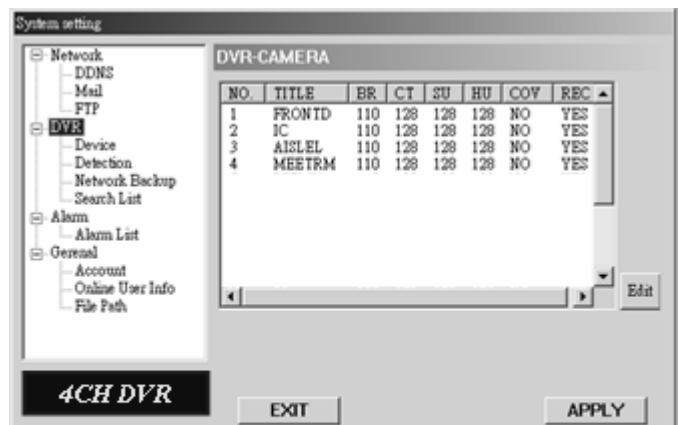 System setting
Network
DDNS
Mail
FTP
DVR
Device
Detection
Network Backup
Search List
Alarm
Alarm List
Gerenal
Account
Online User Info
File Path
4CH DVR
DVR-CAMERA
NO. TITLE BR CT SU HU COV REC
1 FRONTD 110 128 128 128 NO YES
2 IC 110 128 128 128 NO YES
3 AISLEL 110 128 128 128 NO YES
4 MEETRM 110 128 128 128 NO YES
Edit
EXIT
APPLY